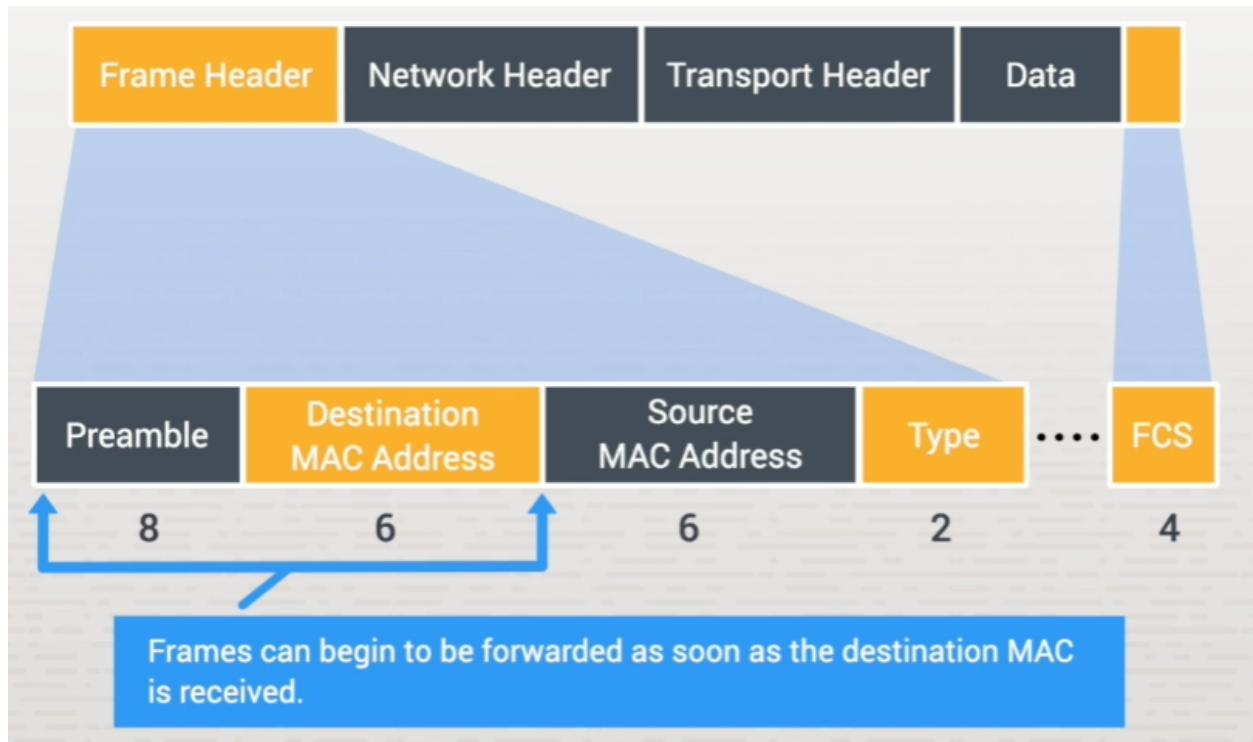 Frame Header
Network Header
Transport Header
Data
Preamble
Destination
MAC Address
Source
MAC Address
Type
....
FCS
8
6
6
2
4
Frames can begin to be forwarded as soon as the destination MAC
is received.